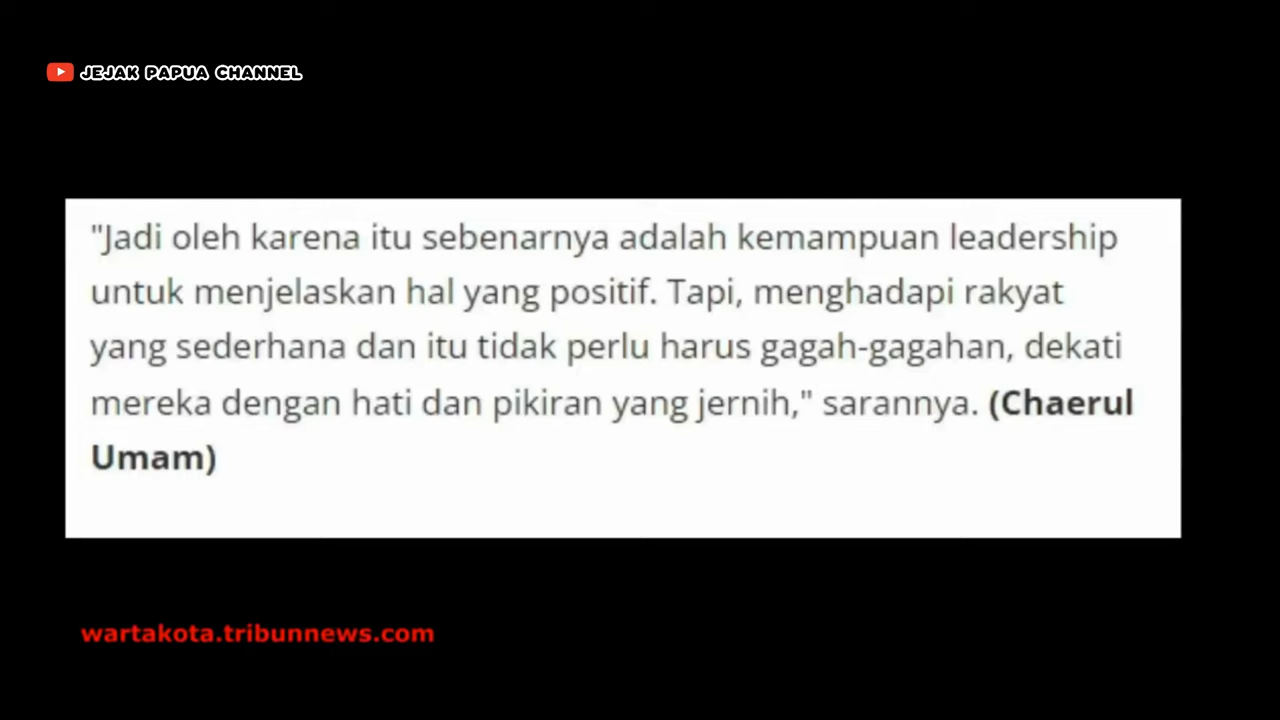 JEJAK PAPUA CHANNEL
"Jadi oleh karena itu sebenarnya adalah kemampuan leadership
untuk menjelaskan hal yang positif. Tapi, menghadapi rakyat
yang sederhana dan itu tidak perlu harus gagah-gagahan, dekati
mereka dengan hati dan pikiran yang jernih," sarannya. (Chaerul
Umam)
wartakota.tribunnews.com